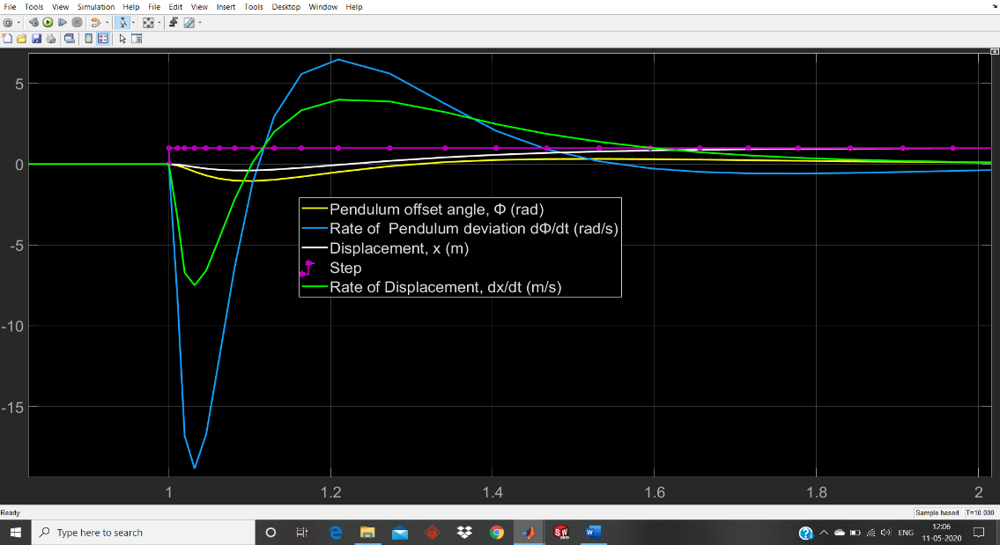 File Tools View Simulation Help File Edit View Insert Tools Desktop Window Help
5
0
-5
-10
-15
Pendulum offset angle, Φ (rad)
Rate of  Pendulum deviation dΦ/dt (rad/s)
Displacement, x (m)
Step
Rate of Displacement, dx/dt (m/s)
1 1.2 1.4 1.6 1.8 2
Ready Sample based T=10.000
Type here to search ENG 12:06
11-05-2020